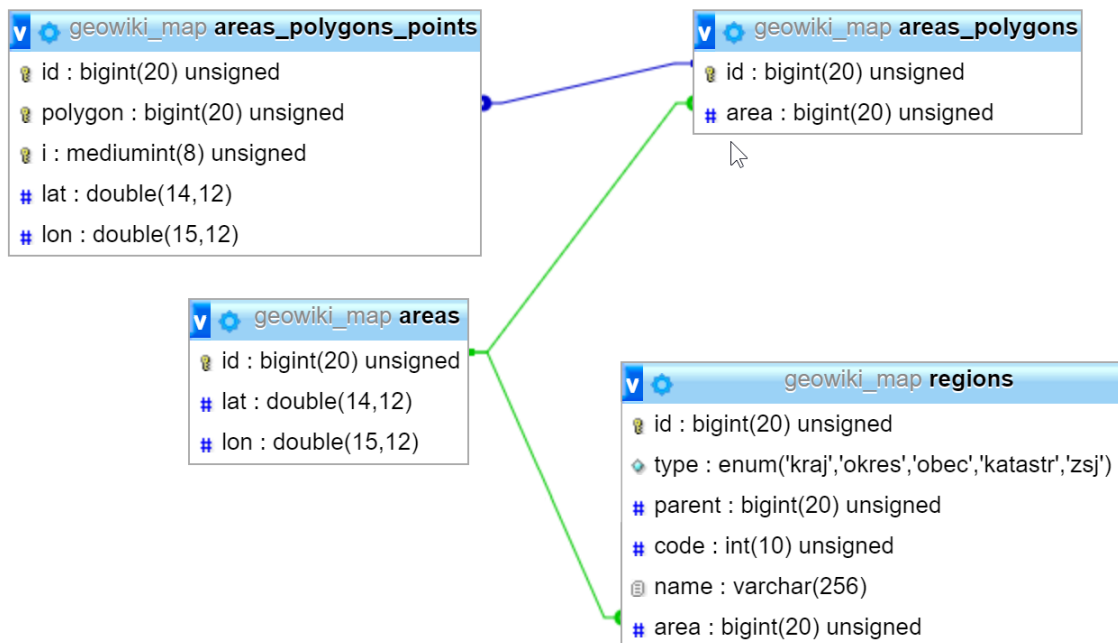 v geowiki_map areas_polygons_points
id : bigint(20) unsigned
polygon : bigint(20) unsigned
i : mediumint(8) unsigned
# lat : double(14,12)
# lon : double(15,12)
v geowiki_map areas_polygons
id : bigint(20) unsigned
# area : bigint(20) unsigned
v geowiki_map areas
id : bigint(20) unsigned
# lat : double(14,12)
# lon : double(15,12)
v geowiki_map regions
id : bigint(20) unsigned
type : enum('kraj','okres','obec','katastr','zsj')
# parent : bigint(20) unsigned
# code : int(10) unsigned
name : varchar(256)
# area : bigint(20) unsigned